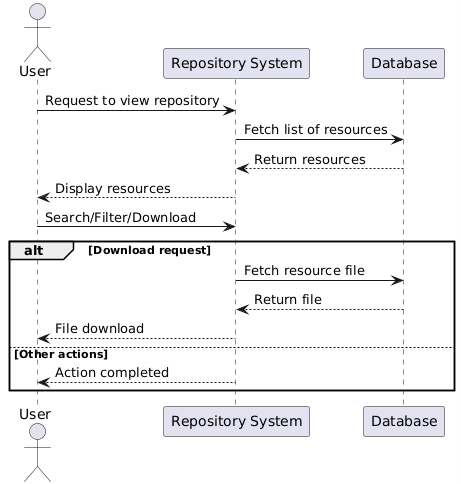 User
Repository System
Database
Request to view repository
Fetch list of resources
Return resources
Display resources
Search/Filter/Download
alt
[Download request]
Fetch resource file
Return file
File download
[Other actions]
Action completed
User
Repository System
Database